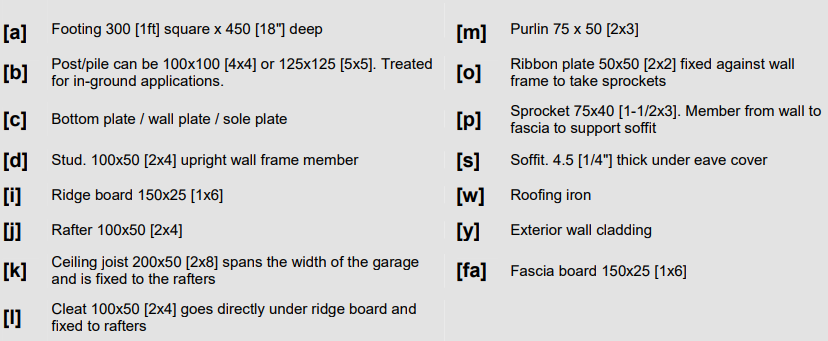 [a] Footing 300 [1ft] square x 450 [18"] deep
[b] Post/pile can be 100x100 [4x4] or 125x125 [5x5]. Treated
for in-ground applications.
[c] Bottom plate / wall plate / sole plate
[d] Stud. 100x50 [2x4] upright wall frame member
[i] Ridge board 150x25 [1x6]
[j] Rafter 100x50 [2x4]
[k] Ceiling joist 200x50 [2x8] spans the width of the garage
and is fixed to the rafters
[l] Cleat 100x50 [2x4] goes directly under ridge board and
fixed to rafters
[m] Purlin 75 x 50 [2x3]
[o] Ribbon plate 50x50 [2x2] fixed against wall
frame to take sprockets
[p] Sprocket 75x40 [1-1/2x3]. Member from wall to
fascia to support soffit
[s] Soffit. 4.5 [1/4"] thick under eave cover
[w] Roofing iron
[y] Exterior wall cladding
[fa] Fascia board 150x25 [1x6]